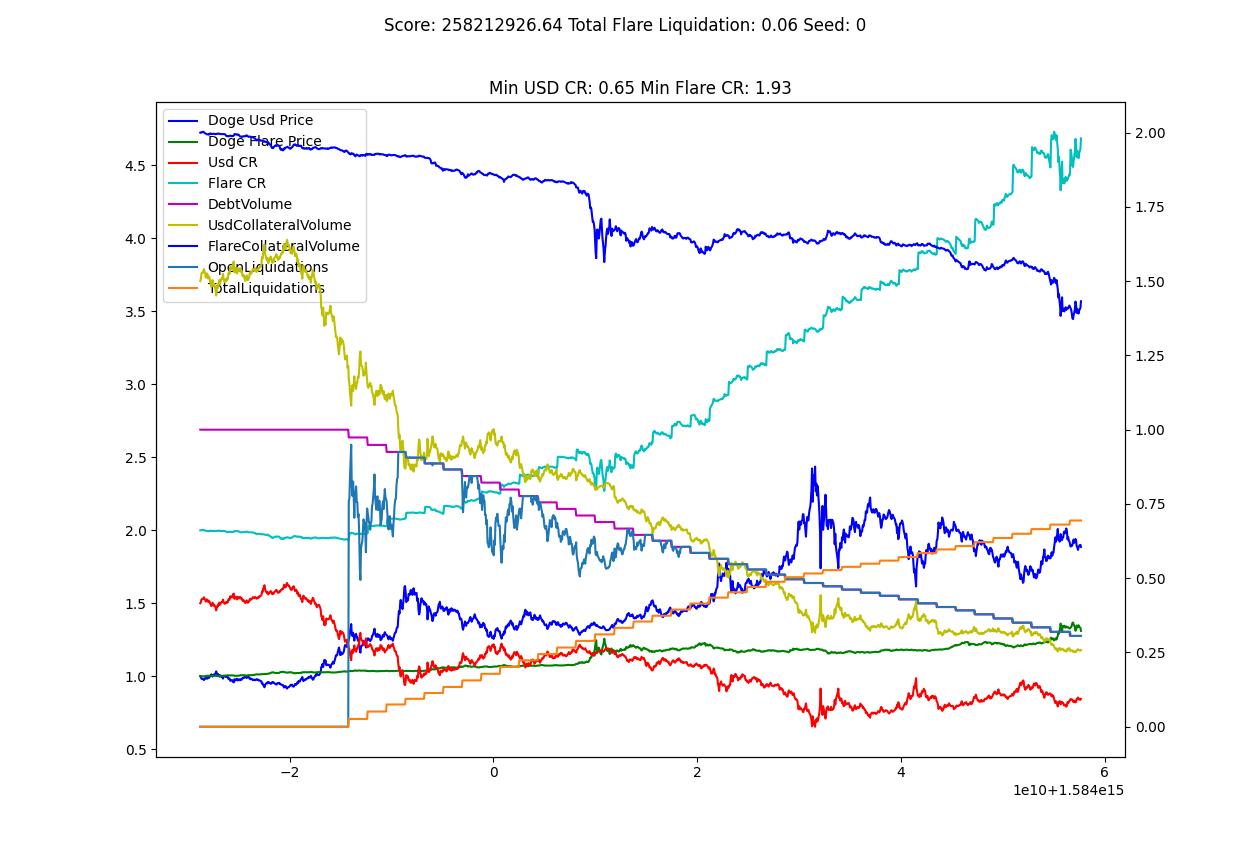 Score: 258212926.64 Total Flare Liquidation: 0.06 Seed: 0
Min USD CR: 0.65 Min Flare CR: 1.93
Doge Usd Price
Doge Flare Price
Usd CR
Flare CR
DebtVolume
UsdCollateralVolume
FlareCollateralVolume
OpenLiquidations
TotalLiquidations
4.5
4.0
3.5
3.0
2.5
2.0
1.5
1.0
0.5
2.00
1.75
1.50
1.25
1.00
0.75
0.50
0.25
0.00
−2
0
2
4
6
1e10+1.584e15